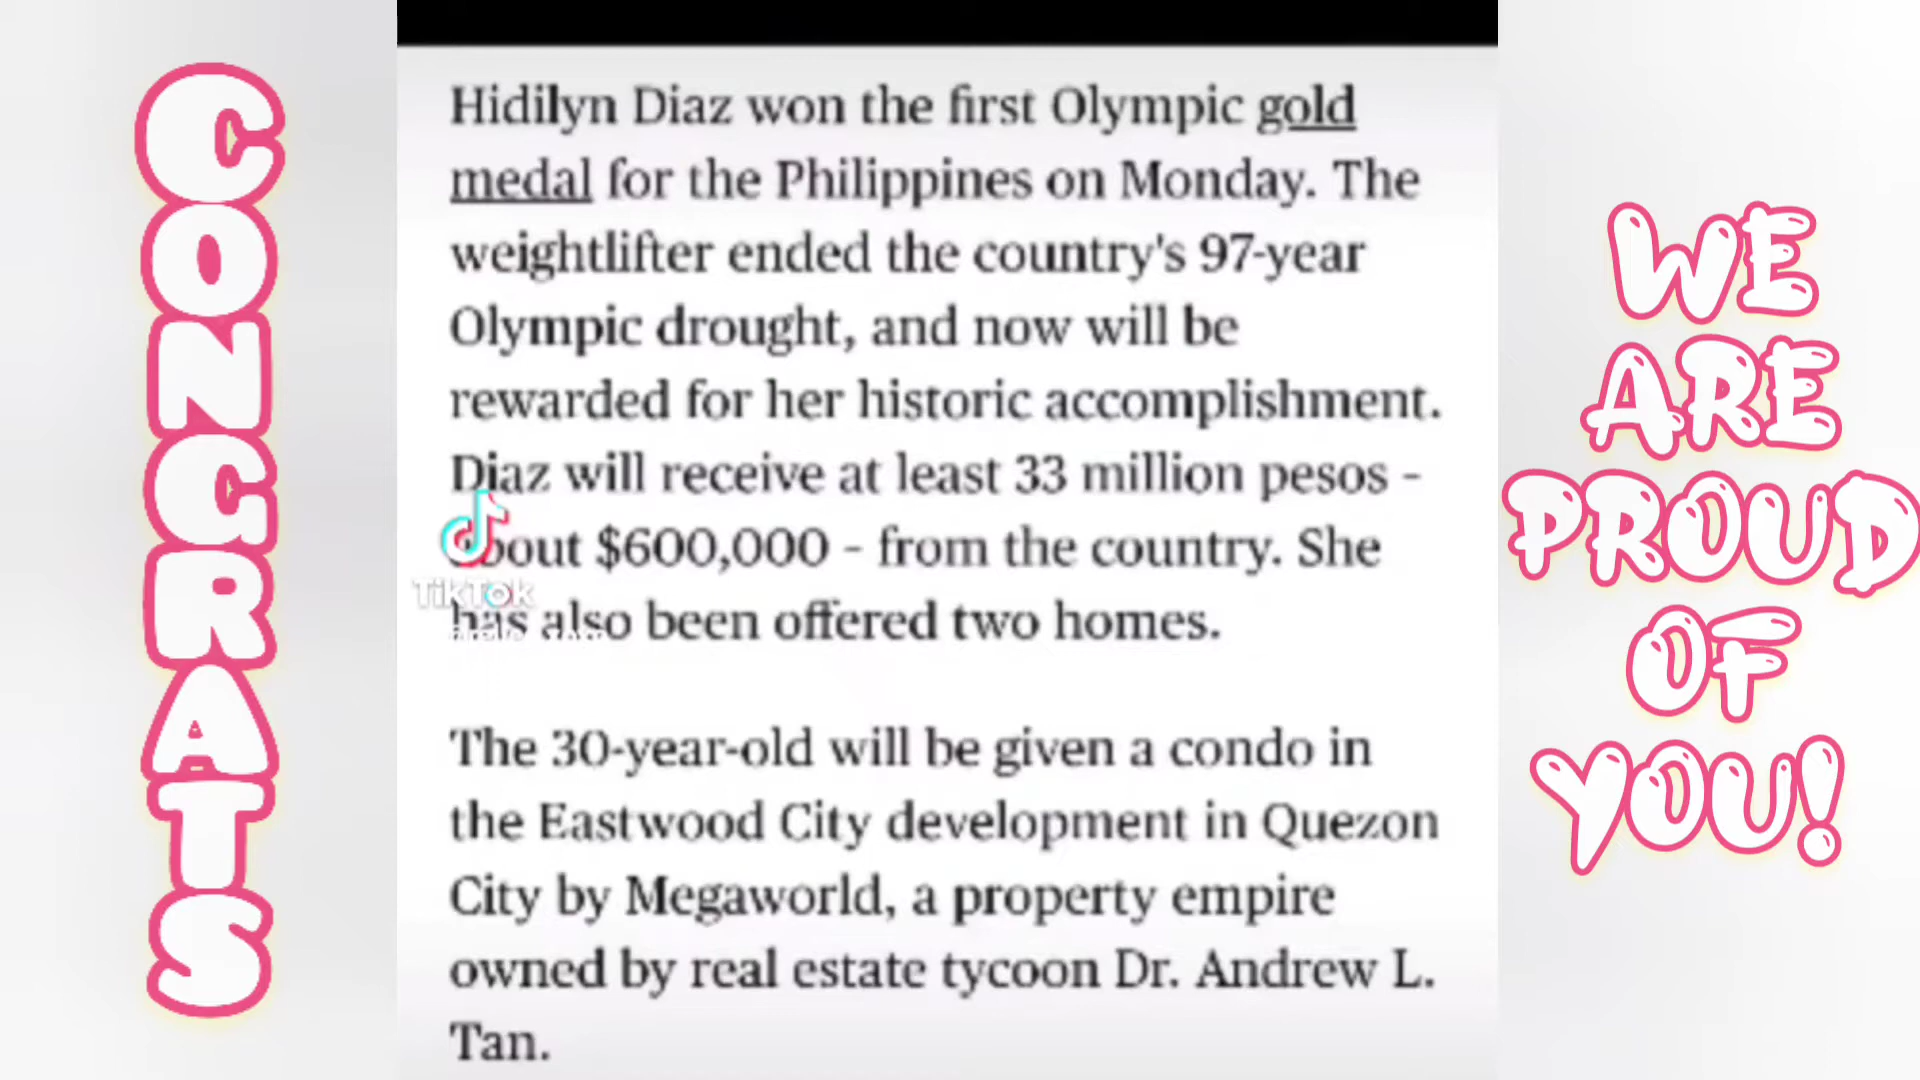 CONGRATS
Hidilyn Diaz won the first Olympic gold
medal for the Philippines on Monday. The
weightlifter ended the country's 97-year
Olympic drought, and now will be
rewarded for her historic accomplishment.
Diaz will receive at least 33 million pesos -
about $600,000 - from the country. She
TikTok
has also been offered two homes.
The 30-year-old will be given a condo in
the Eastwood City development in Quezon
City by Megaworld, a property empire
owned by real estate tycoon Dr. Andrew L.
Tan.
WE
ARE
PROUD
OF
YOU!